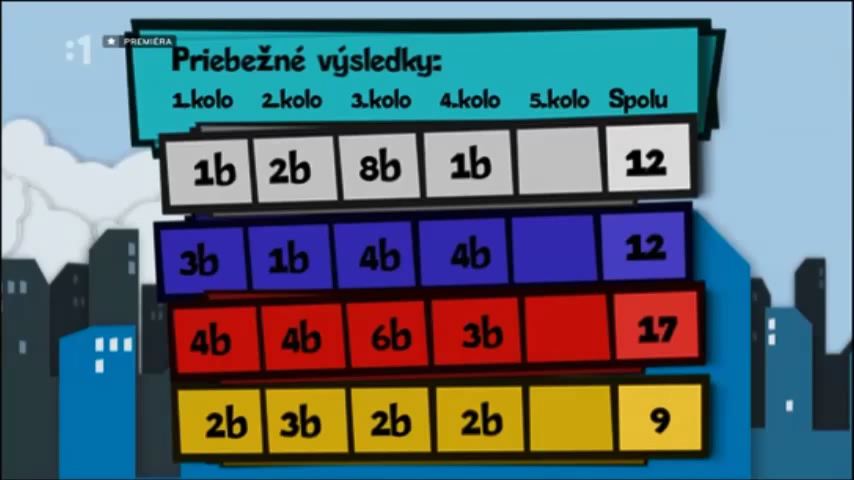 :1 ★ PREMIÉRA
Priebežné výsledky:
1.kolo 2.kolo 3.kolo 4.kolo 5.kolo Spolu
1b 2b 8b 1b 12
3b 1b 4b 4b 12
4b 4b 6b 3b 17
2b 3b 2b 2b 9